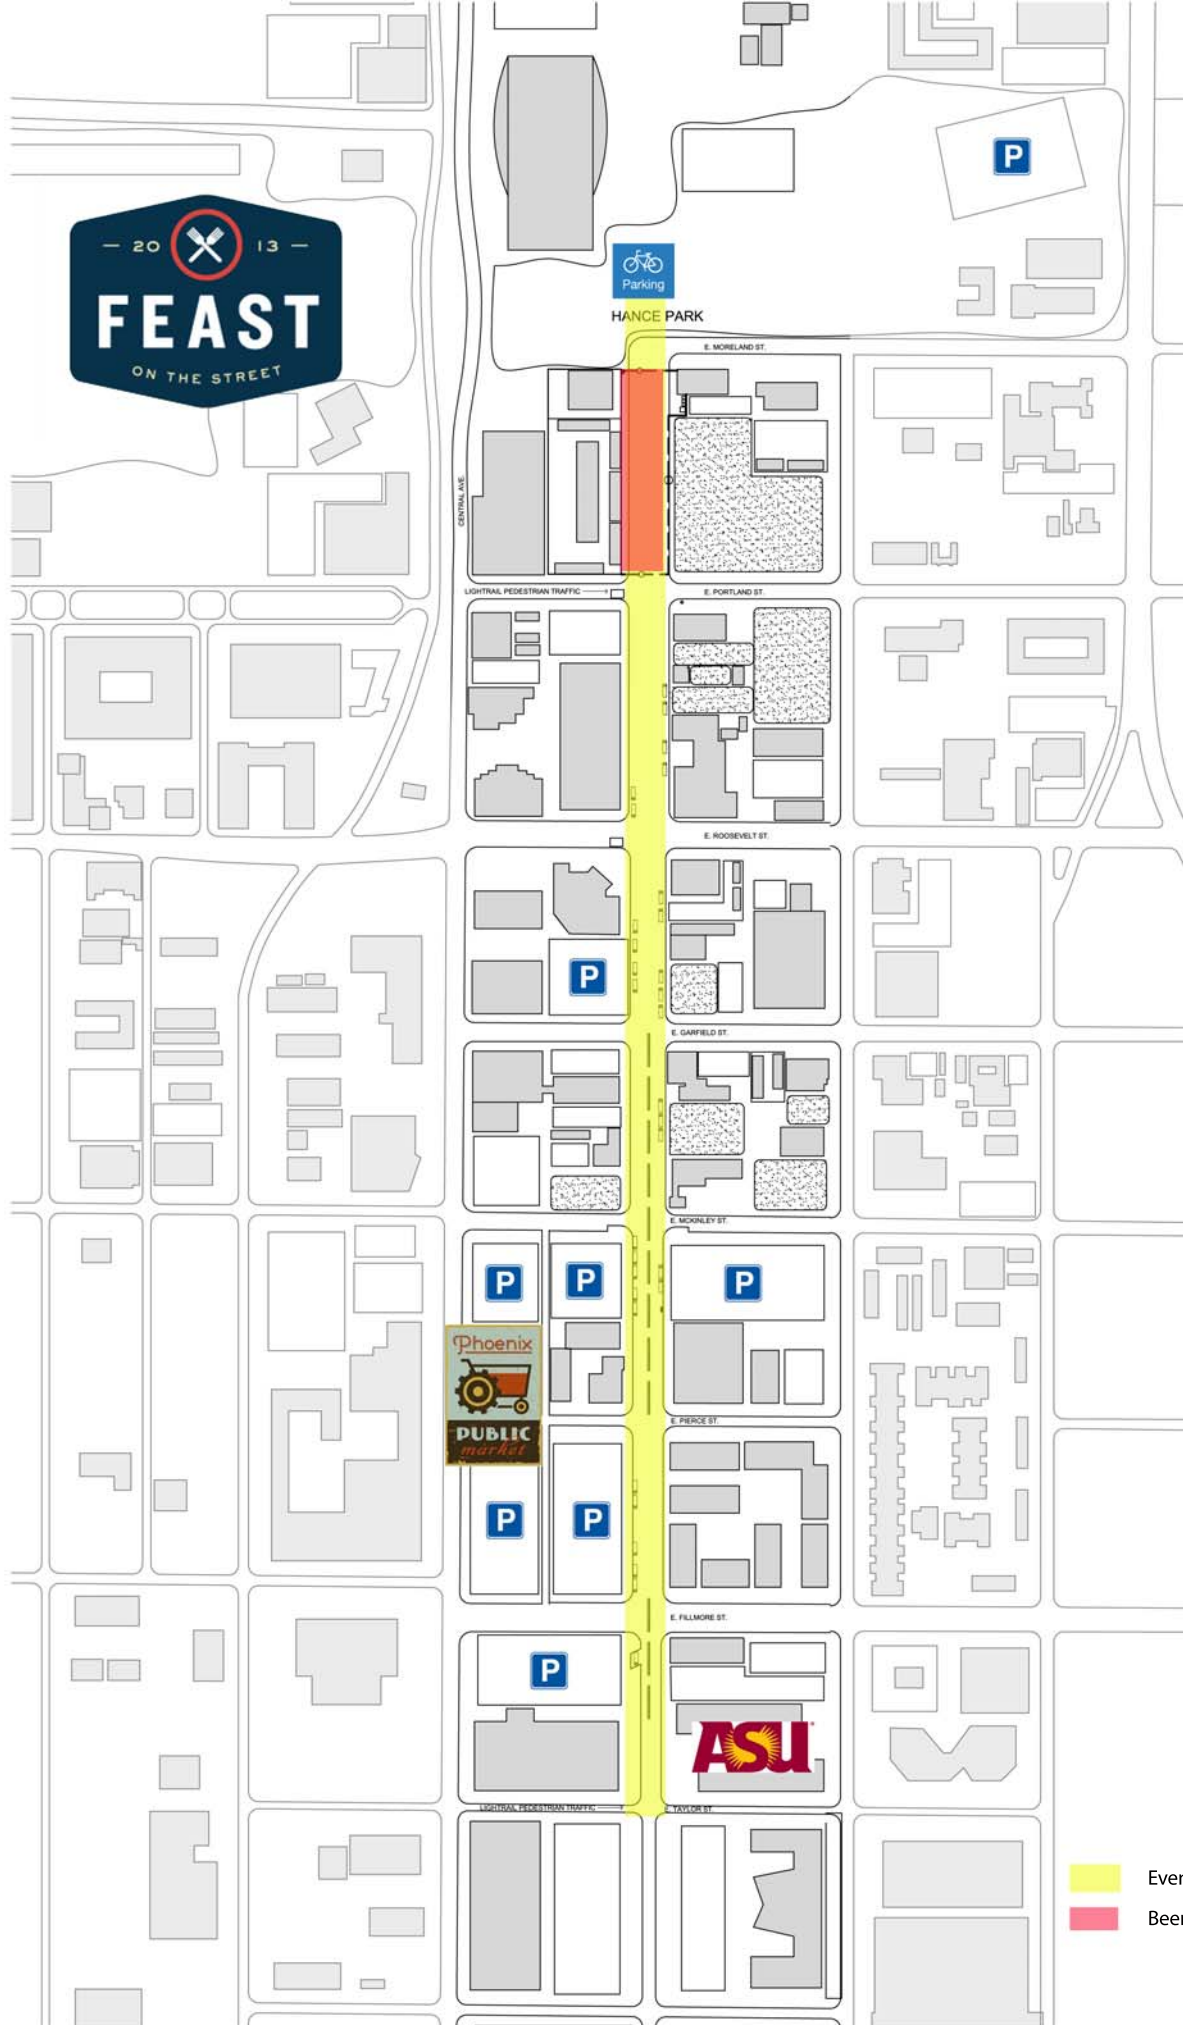 P
Parking
HANCE PARK
20 13
FEAST
ON THE STREET
E. MORELAND ST.
CENTRAL AVE.
LIGHTRAIL PEDESTRIAN TRAFFIC
E. PORTLAND ST.
E. ROOSEVELT ST.
P
E. GARFIELD ST.
E. MCKINLEY ST.
P P P
Phoenix
PUBLIC
market
E. PIERCE ST.
P P
E. FILLMORE ST.
P
ASU
LIGHTRAIL PEDESTRIAN TRAFFIC
E. TAYLOR ST.
Even
Beer